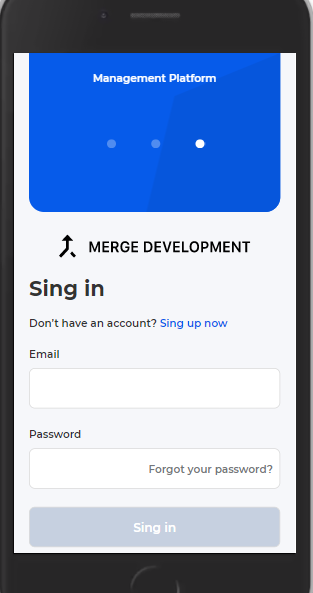 Management Platform
MERGE DEVELOPMENT
Sing in
Don't have an account? Sing up now
Email
Password
Forgot your password?
Sing in